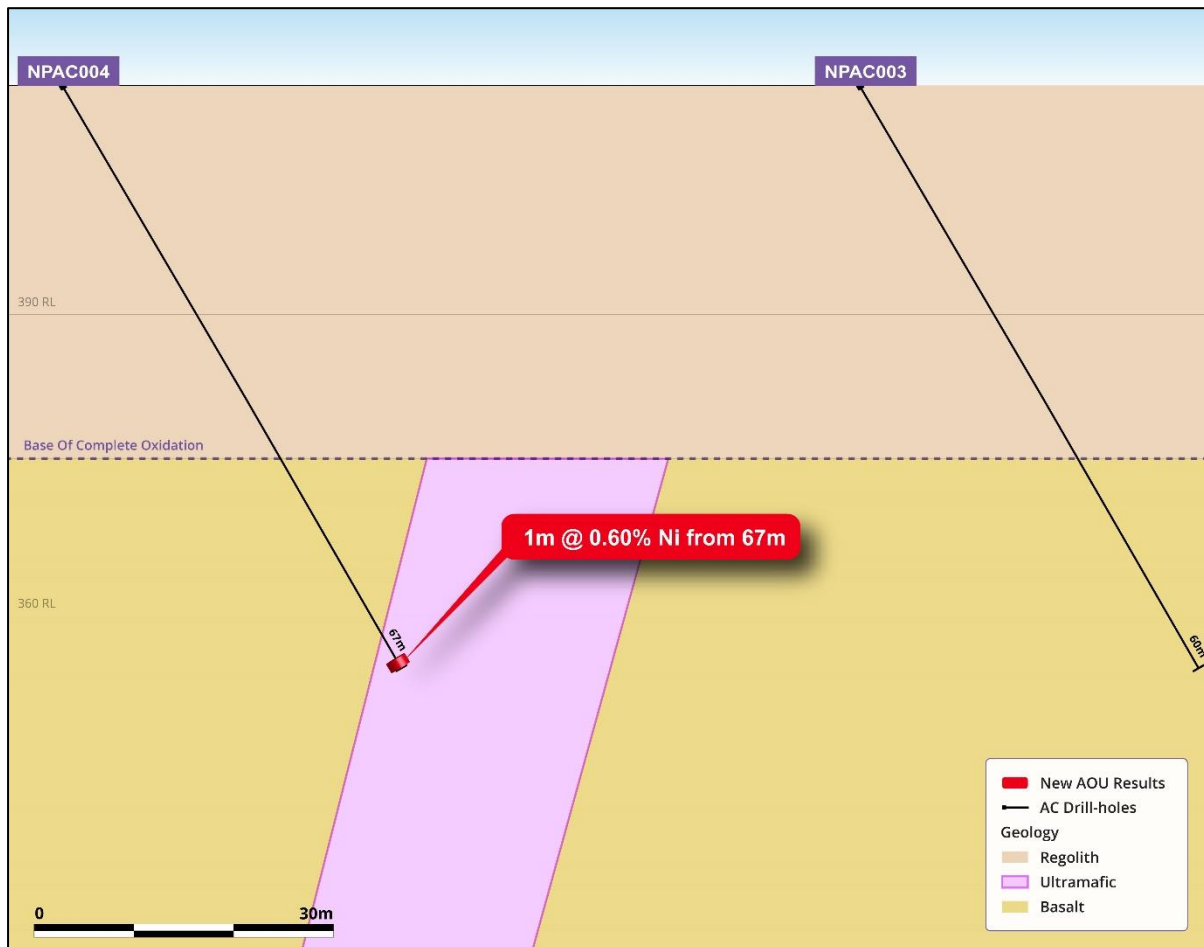 NPAC004
NPAC003
390 RL
Base Of Complete Oxidation
1m @ 0.60% Ni from 67m
360 RL
67m
60m
New AOU Results
AC Drill-holes
Geology
Regolith
Ultramafic
Basalt
0
30m